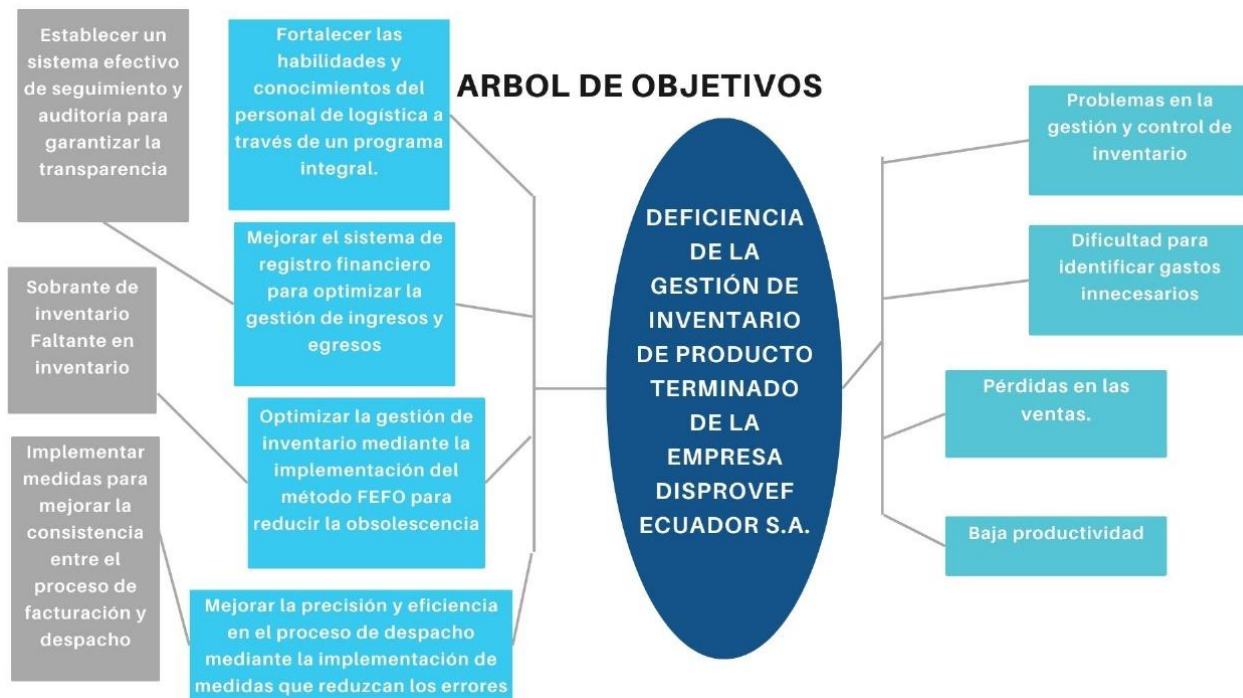 ARBOL DE OBJETIVOS
Establecer un
sistema efectivo
de seguimiento y
auditoría para
garantizar la
transparencia
Sobrante de
inventario
Faltante en
inventario
Implementar
medidas para
mejorar la
consistencia
entre el
proceso de
facturación y
despacho
Fortalecer las
habilidades y
conocimientos del
personal de logística a
través de un programa
integral.
Mejorar el sistema de
registro financiero
para optimizar la
gestión de ingresos y
egresos
Optimizar la gestión de
inventario mediante la
implementación del
método FEFO para
reducir la obsolescencia
Mejorar la precisión y eficiencia
en el proceso de despacho
mediante la implementación de
medidas que reduzcan los errores
DEFICIENCIA
DE LA
GESTIÓN DE
INVENTARIO
DE PRODUCTO
TERMINADO
DE LA
EMPRESA
DISPROVEF
ECUADOR S.A.
Problemas en la
gestión y control de
inventario
Dificultad para
identificar gastos
innecesarios
Pérdidas en las
ventas.
Baja productividad